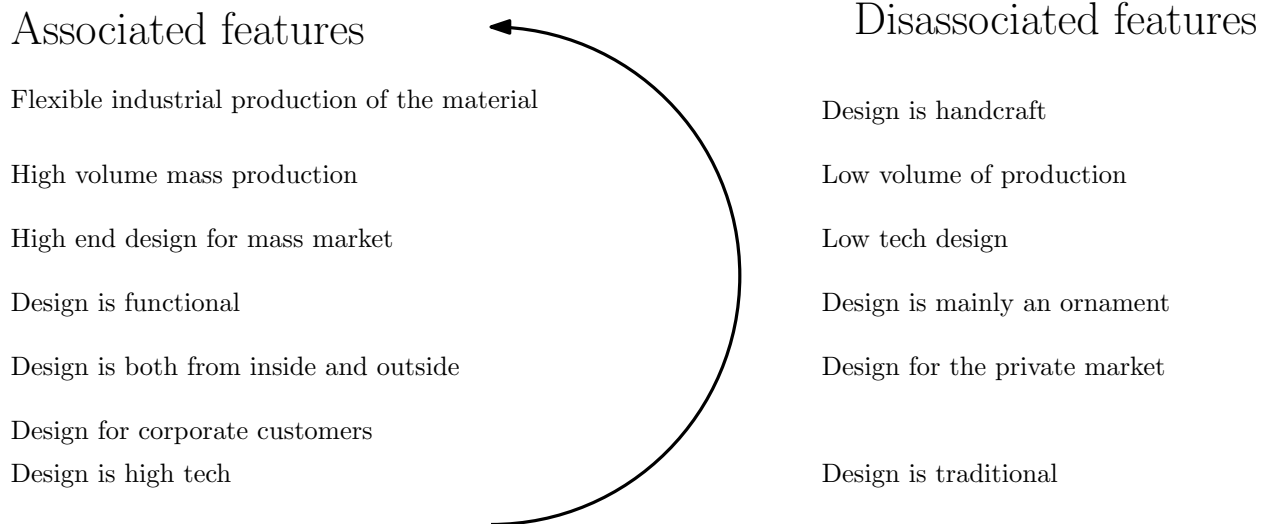 Associated features
Disassociated features
Flexible industrial production of the material
Design is handcraft
High volume mass production
Low volume of production
High end design for mass market
Low tech design
Design is functional
Design is mainly an ornament
Design is both from inside and outside
Design for the private market
Design for corporate customers
Design is high tech
Design is traditional